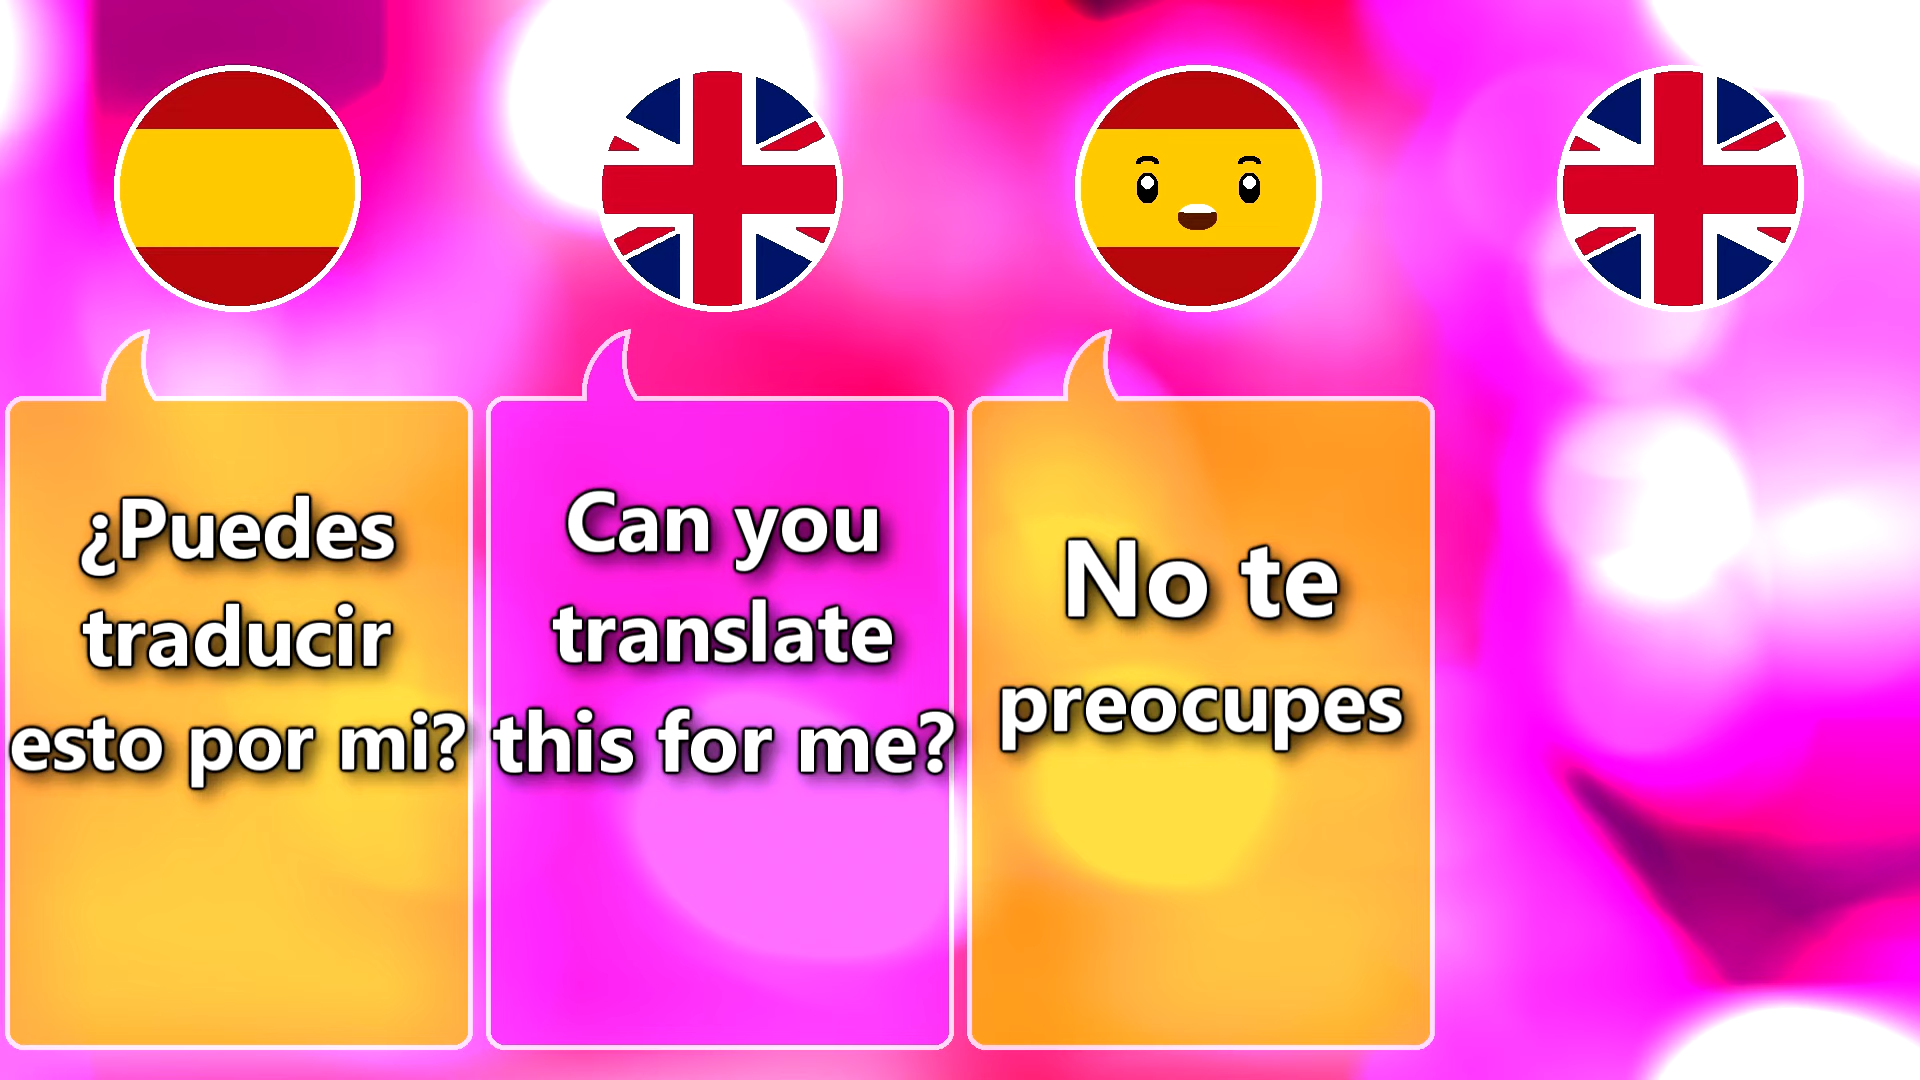 ¿Puedes
traducir
esto por mi?
Can you
translate
this for me?
No te
preocupes